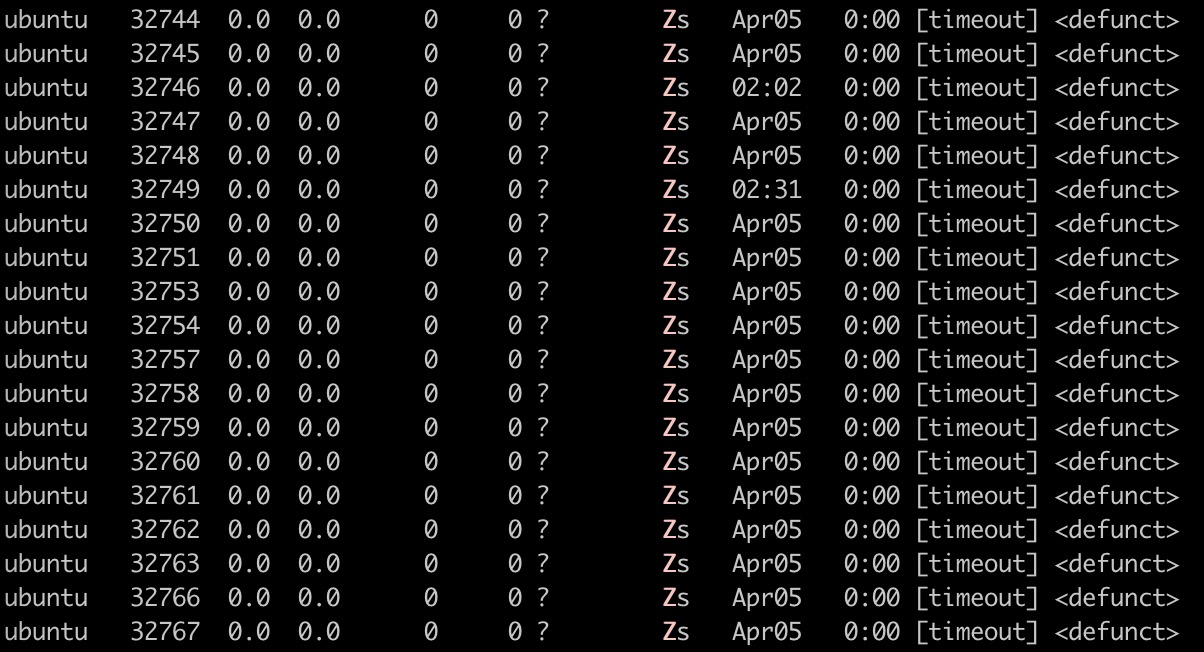 ubuntu 32744 0.0 0.0 0 0 ? Zs Apr05 0:00 [timeout] <defunct>
ubuntu 32745 0.0 0.0 0 0 ? Zs Apr05 0:00 [timeout] <defunct>
ubuntu 32746 0.0 0.0 0 0 ? Zs 02:02 0:00 [timeout] <defunct>
ubuntu 32747 0.0 0.0 0 0 ? Zs Apr05 0:00 [timeout] <defunct>
ubuntu 32748 0.0 0.0 0 0 ? Zs Apr05 0:00 [timeout] <defunct>
ubuntu 32749 0.0 0.0 0 0 ? Zs 02:31 0:00 [timeout] <defunct>
ubuntu 32750 0.0 0.0 0 0 ? Zs Apr05 0:00 [timeout] <defunct>
ubuntu 32751 0.0 0.0 0 0 ? Zs Apr05 0:00 [timeout] <defunct>
ubuntu 32753 0.0 0.0 0 0 ? Zs Apr05 0:00 [timeout] <defunct>
ubuntu 32754 0.0 0.0 0 0 ? Zs Apr05 0:00 [timeout] <defunct>
ubuntu 32757 0.0 0.0 0 0 ? Zs Apr05 0:00 [timeout] <defunct>
ubuntu 32758 0.0 0.0 0 0 ? Zs Apr05 0:00 [timeout] <defunct>
ubuntu 32759 0.0 0.0 0 0 ? Zs Apr05 0:00 [timeout] <defunct>
ubuntu 32760 0.0 0.0 0 0 ? Zs Apr05 0:00 [timeout] <defunct>
ubuntu 32761 0.0 0.0 0 0 ? Zs Apr05 0:00 [timeout] <defunct>
ubuntu 32762 0.0 0.0 0 0 ? Zs Apr05 0:00 [timeout] <defunct>
ubuntu 32763 0.0 0.0 0 0 ? Zs Apr05 0:00 [timeout] <defunct>
ubuntu 32766 0.0 0.0 0 0 ? Zs Apr05 0:00 [timeout] <defunct>
ubuntu 32767 0.0 0.0 0 0 ? Zs Apr05 0:00 [timeout] <defunct>